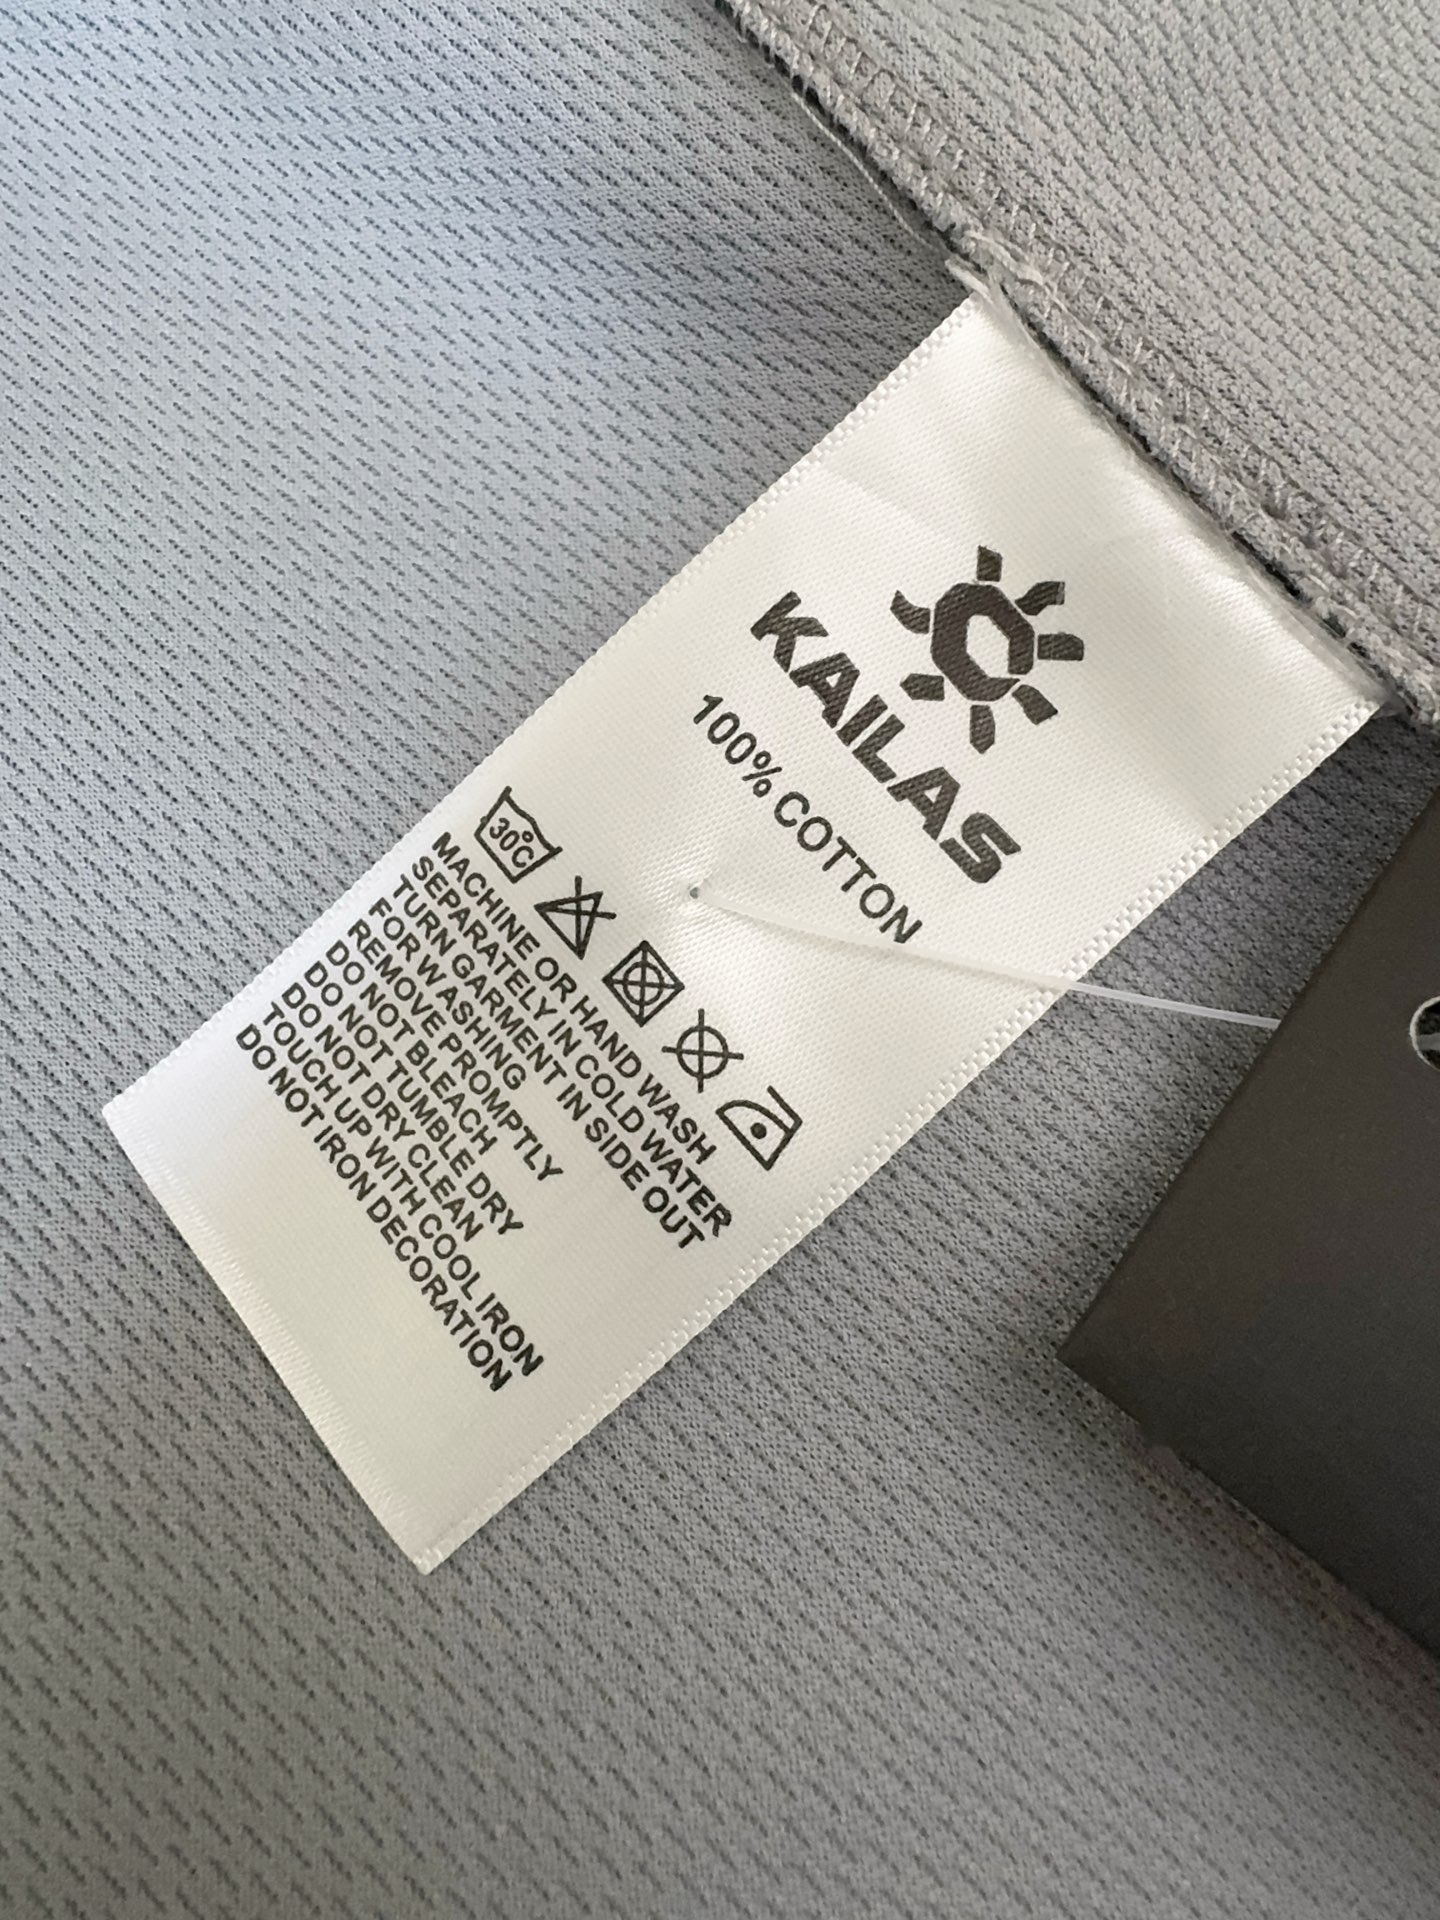 KAILAS
100% COTTON
30°C
MACHINE OR HAND WASH
SEPARATELY IN COLD WATER
TURN GARMENT IN SIDE OUT
FOR WASHING
REMOVE PROMPTLY
DO NOT BLEACH
DO NOT TUMBLE DRY
DO NOT DRY CLEAN
TOUCH UP WITH COOL IRON
DO NOT IRON DECORATION